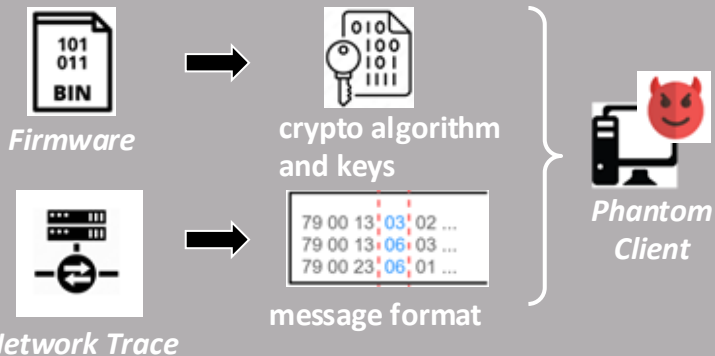 101
011
BIN
Firmware
010
100
101
1111
crypto algorithm
and keys
Phantom
Client
79 00 13 03 02 ...
79 00 13 06 03 ...
79 00 23 06 01 ...
message format
Network Trace